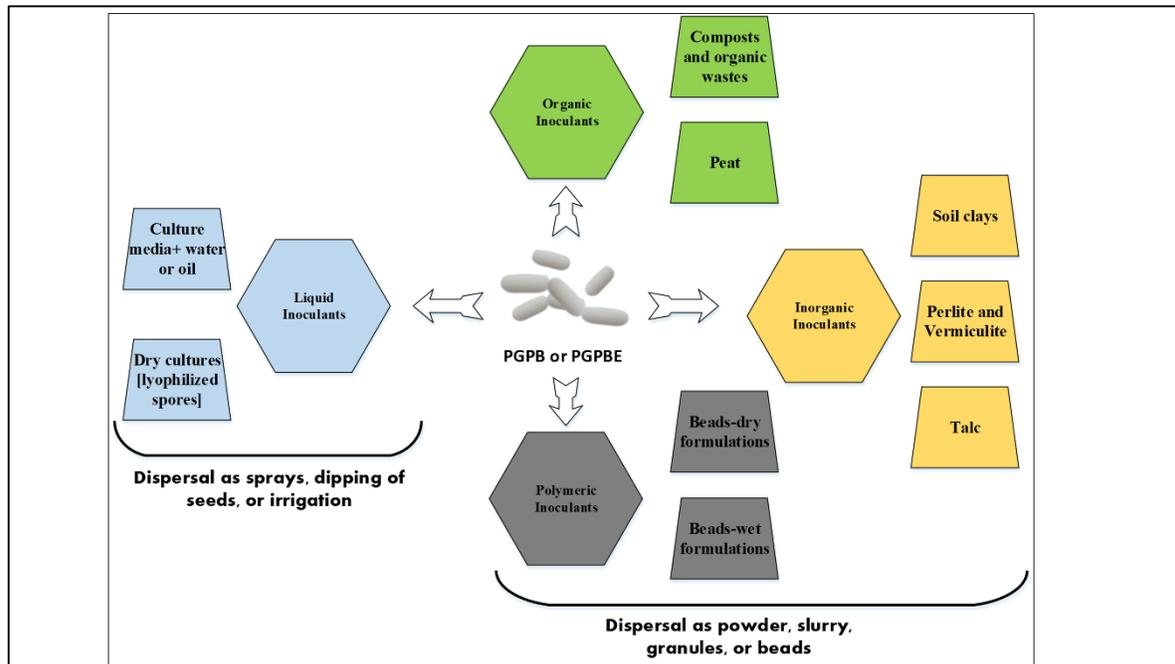 Composts
and organic
wastes
Organic
Inoculants
Peat
Soil clays
Culture
media+ water
or oil
Liquid
Inoculants
Inorganic
Inoculants
Perlite and
Vermiculite
Dry cultures
[lyophilized
spores]
PGPB or PGPBE
Beads-dry
formulations
Talc
Dispersal as sprays, dipping of
seeds, or irrigation
Polymeric
Inoculants
Beads-wet
formulations
Dispersal as powder, slurry,
granules, or beads